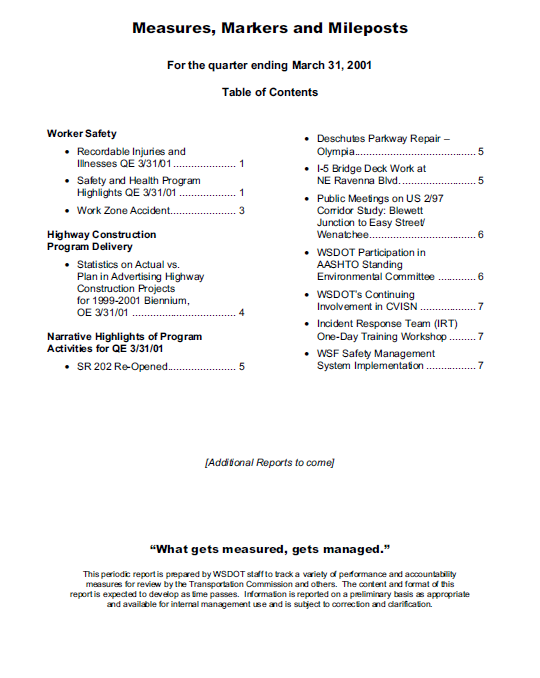 Measures, Markers and Mileposts
For the quarter ending March 31, 2001
Table of Contents
Worker Safety
• Recordable Injuries and
Illnesses QE 3/31/01 ..................... 1
• Safety and Health Program
Highlights QE 3/31/01 ................... 1
• Work Zone Accident...................... 3
Highway Construction
Program Delivery
• Statistics on Actual vs.
Plan in Advertising Highway
Construction Projects
for 1999-2001 Biennium,
OE 3/31/01 ................................... 4
Narrative Highlights of Program
Activities for QE 3/31/01
• SR 202 Re-Opened....................... 5
• Deschutes Parkway Repair –
Olympia......................................... 5
• I-5 Bridge Deck Work at
NE Ravenna Blvd.......................... 5
• Public Meetings on US 2/97
Corridor Study: Blewett
Junction to Easy Street/
Wenatchee.................................... 6
• WSDOT Participation in
AASHTO Standing
Environmental Committee ............. 6
• WSDOT's Continuing
Involvement in CVISN ................... 7
• Incident Response Team (IRT)
One-Day Training Workshop ......... 7
• WSF Safety Management
System Implementation ................. 7
[Additional Reports to come]
“What gets measured, gets managed.”
This periodic report is prepared by WSDOT staff to track a variety of performance and accountability
measures for review by the Transportation Commission and others. The content and format of this
report is expected to develop as time passes. Information is reported on a preliminary basis as appropriate
and available for internal management use and is subject to correction and clarification.